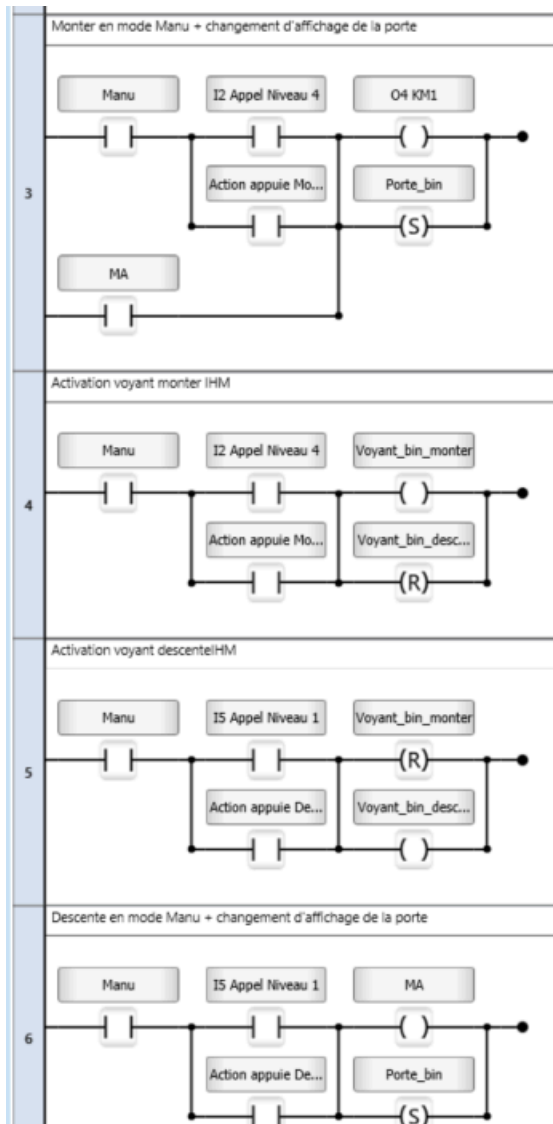 Monter en mode Manu + changement d'affichage de la porte
Manu I2 Appel Niveau 4 O4 KM1
3
Action appuie Mo... Porte_bin
(S)
MA
Activation voyant monter IHM
Manu I2 Appel Niveau 4 Voyant_bin_monter
4
Action appuie Mo... Voyant_bin_desc...
(R)
Activation voyant descenteIHM
Manu I5 Appel Niveau 1 Voyant_bin_monter
(R)
5
Action appuie De... Voyant_bin_desc...
Descente en mode Manu + changement d'affichage de la porte
Manu I5 Appel Niveau 1 MA
6
Action appuie De... Porte_bin
(S)